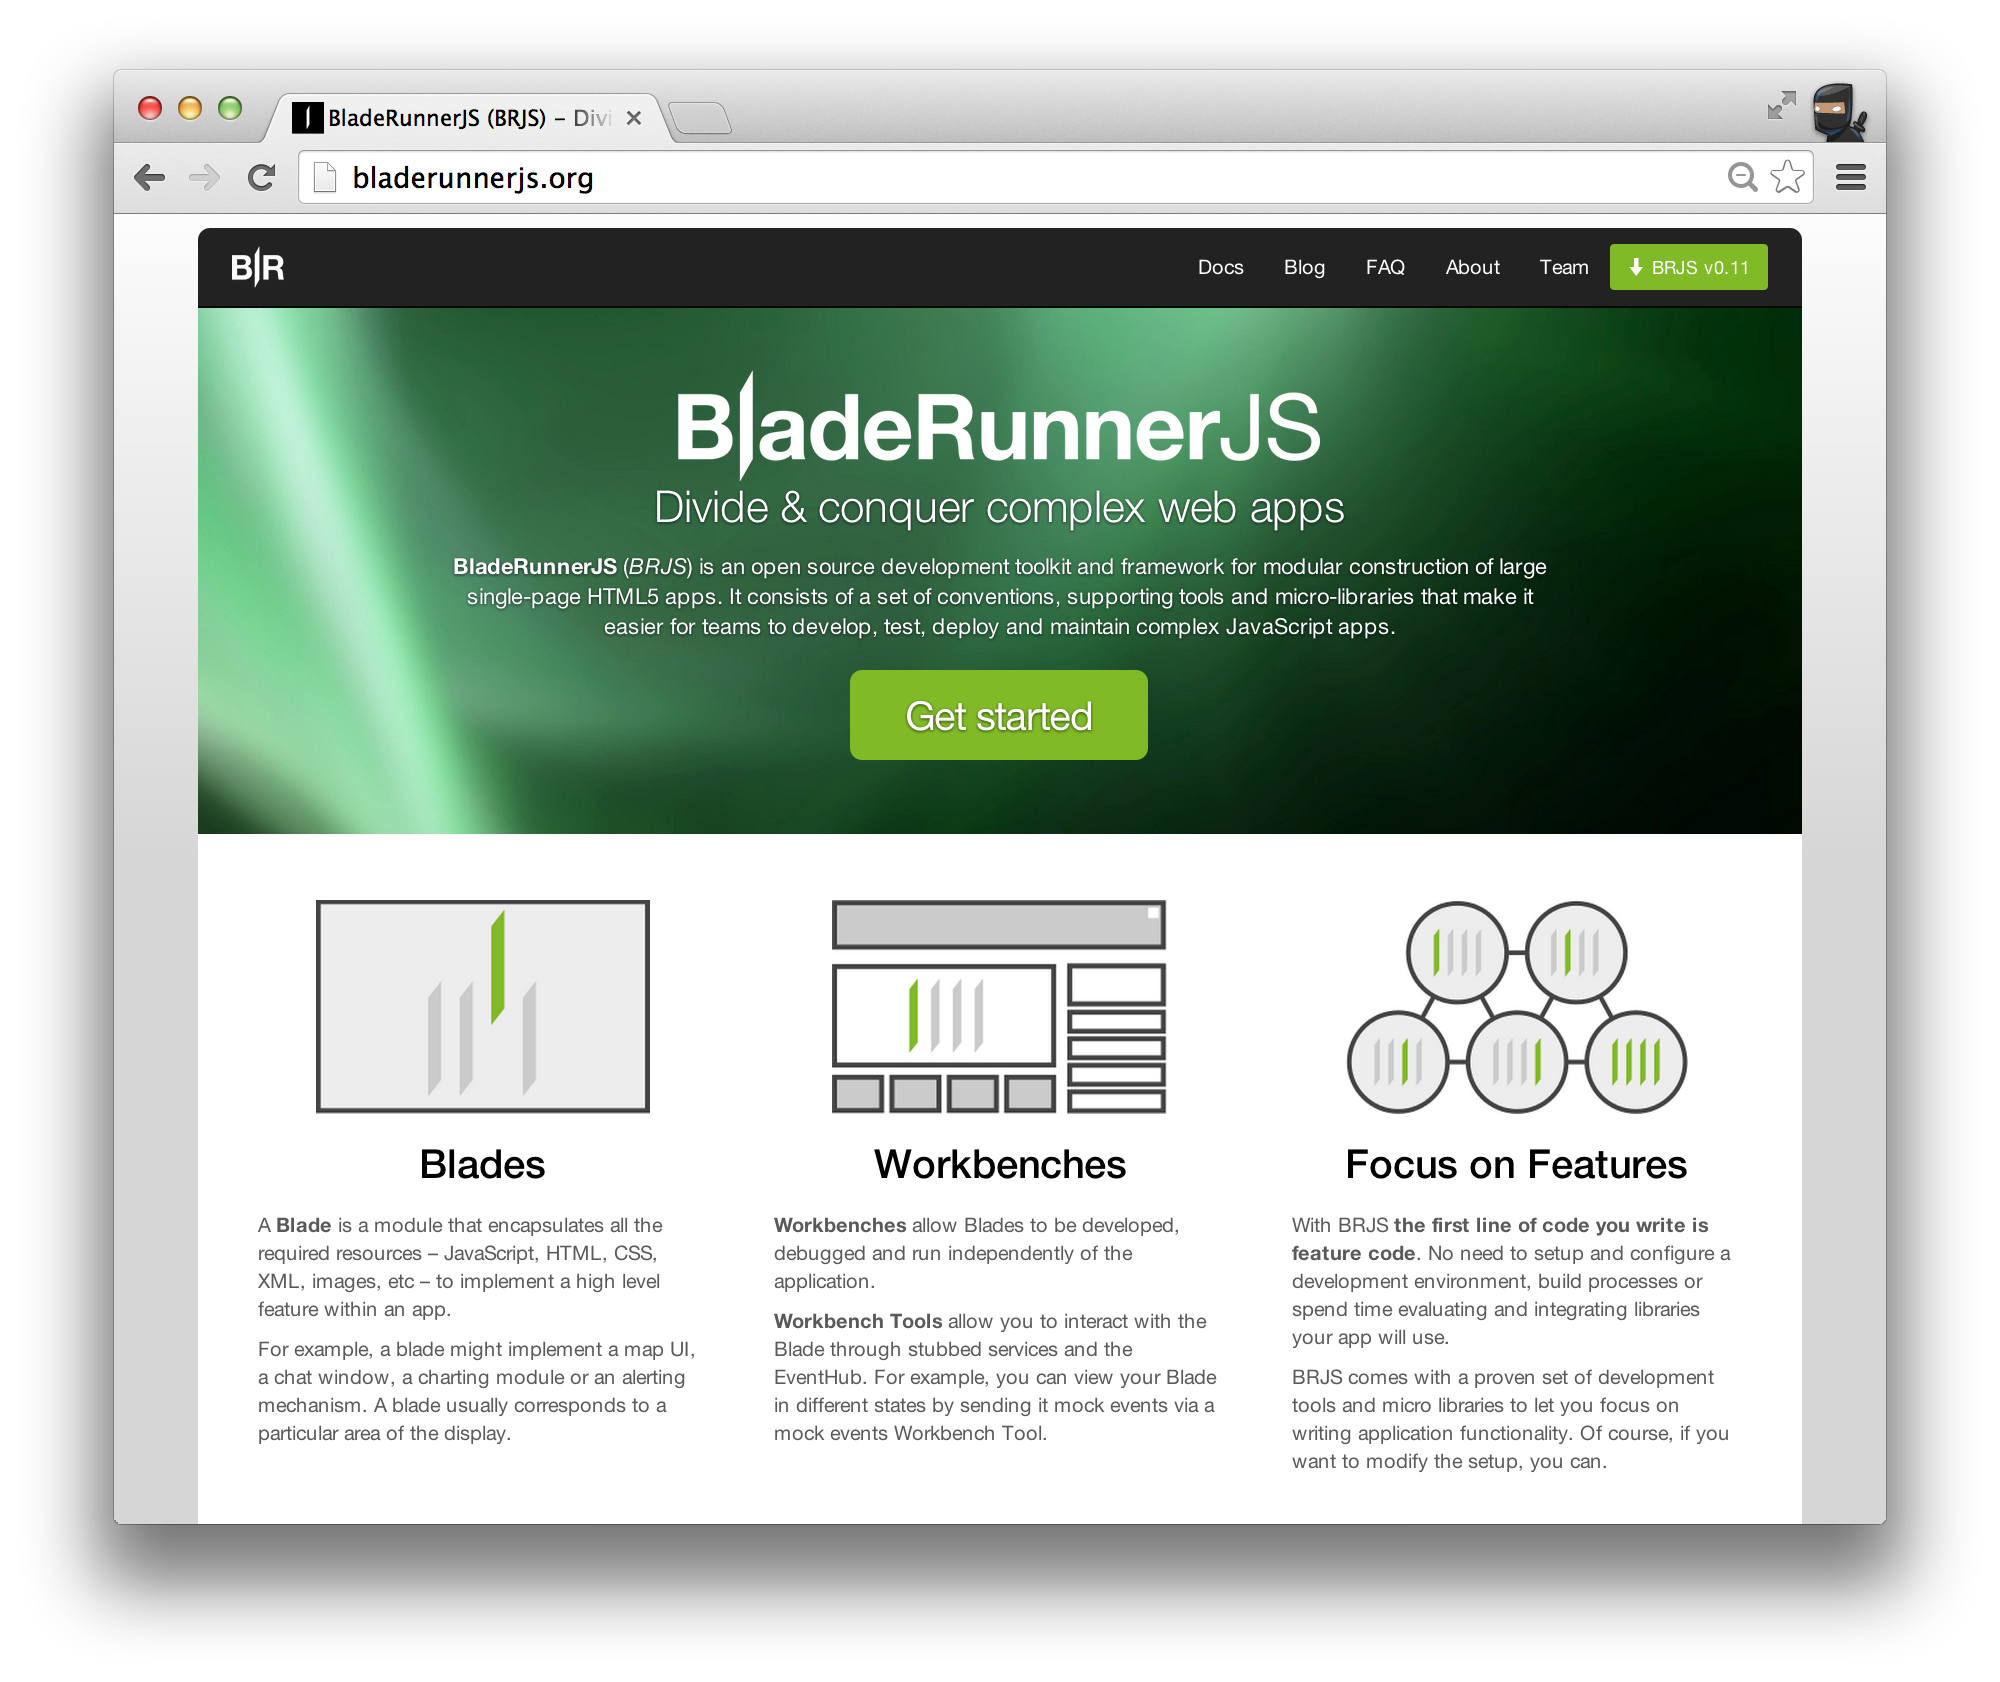 BladeRunnerJS (BRJS) – Divi
bladerunnerjs.org
B|R
Docs Blog FAQ About Team BRJS v0.11
BladeRunnerJS
Divide & conquer complex web apps
BladeRunnerJS (BRJS) is an open source development toolkit and framework for modular construction of large
single-page HTML5 apps. It consists of a set of conventions, supporting tools and micro-libraries that make it
easier for teams to develop, test, deploy and maintain complex JavaScript apps.
Get started
Blades
A Blade is a module that encapsulates all the
required resources – JavaScript, HTML, CSS,
XML, images, etc – to implement a high level
feature within an app.
For example, a blade might implement a map UI,
a chat window, a charting module or an alerting
mechanism. A blade usually corresponds to a
particular area of the display.
Workbenches
Workbenches allow Blades to be developed,
debugged and run independently of the
application.
Workbench Tools allow you to interact with the
Blade through stubbed services and the
EventHub. For example, you can view your Blade
in different states by sending it mock events via a
mock events Workbench Tool.
Focus on Features
With BRJS the first line of code you write is
feature code. No need to setup and configure a
development environment, build processes or
spend time evaluating and integrating libraries
your app will use.
BRJS comes with a proven set of development
tools and micro libraries to let you focus on
writing application functionality. Of course, if you
want to modify the setup, you can.